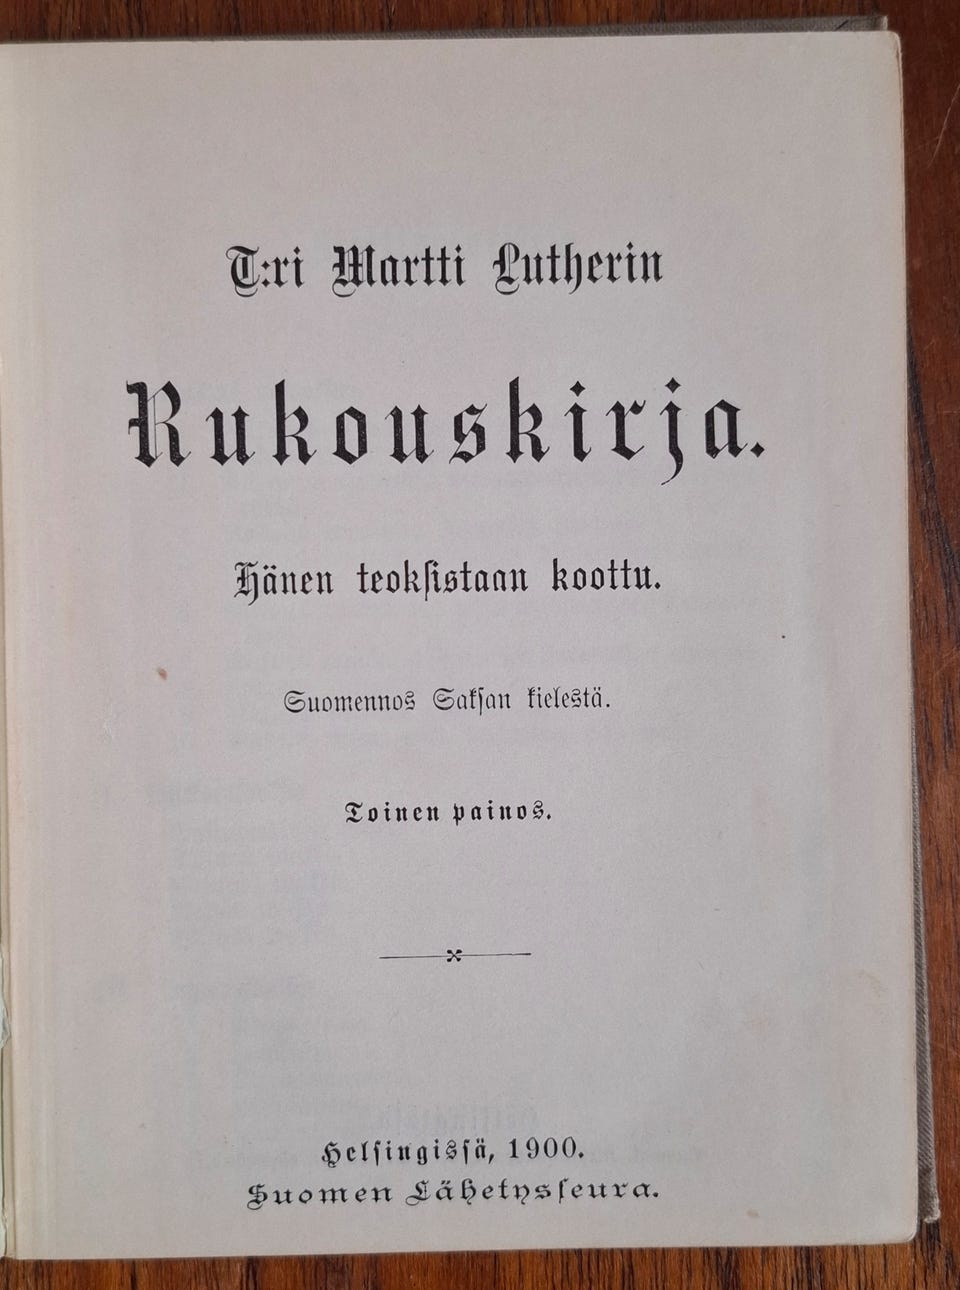 T:ri Martti Lutherin
Rukouskirja.
Hänen teoksistaan koottu.
Suomennos Saksan kielestä.
Toinen painos.
Helsingissä, 1900.
Suomen Lähetysseura.